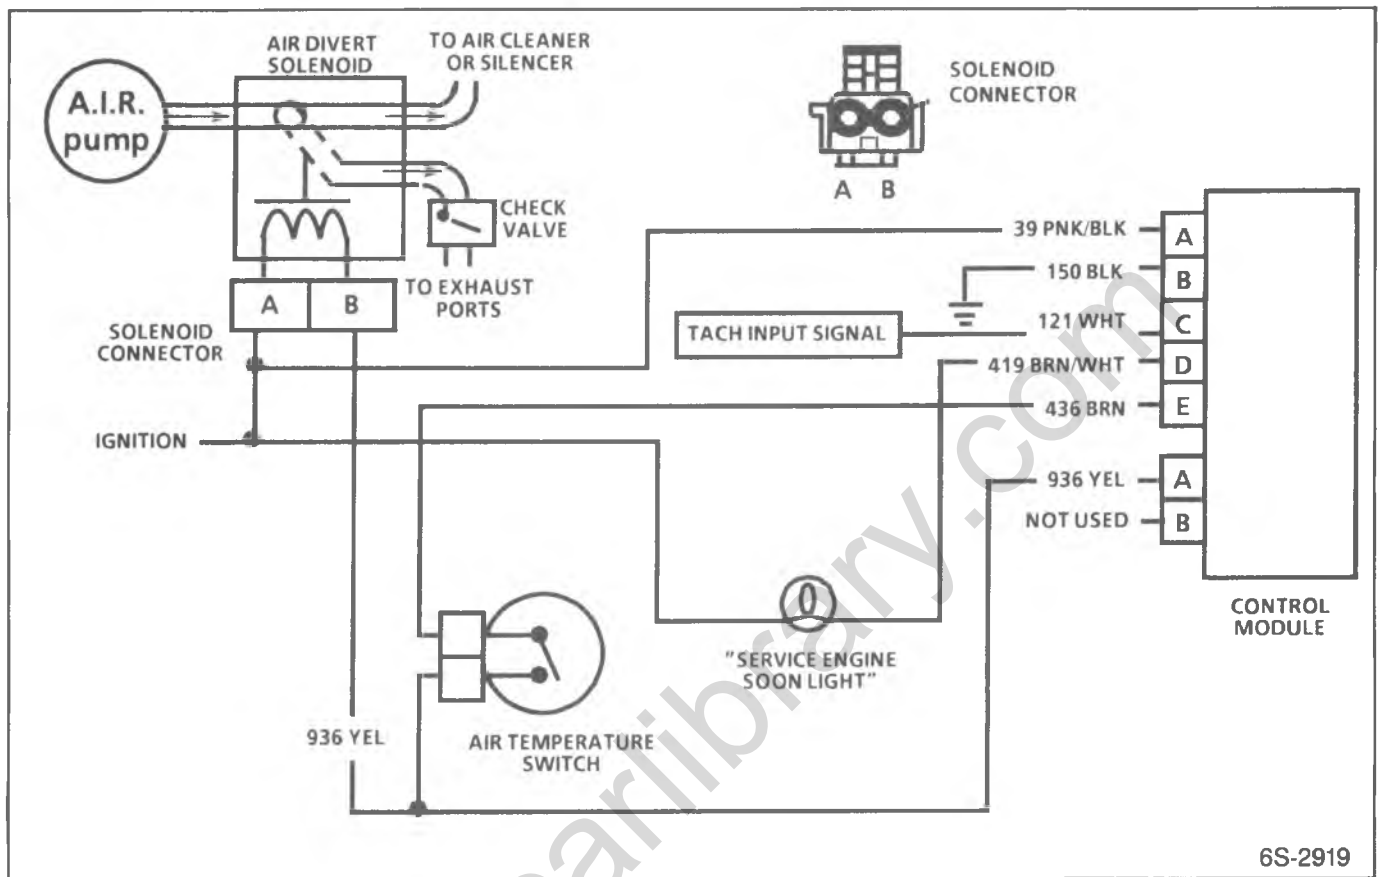 AIR DIVERT
SOLENOID
TO AIR CLEANER
OR SILENCER
A.I.R.
pump
SOLENOID
CONNECTOR
A B
CHECK
VALVE
TO EXHAUST
PORTS
A B
SOLENOID
CONNECTOR
IGNITION
39 PNK/BLK
A
150 BLK
B
TACH INPUT SIGNAL
121 WHT
C
419 BRN/WHT
D
436 BRN
E
936 YEL
A
NOT USED
B
CONTROL
MODULE
"SERVICE ENGINE
SOON LIGHT"
936 YEL
AIR TEMPERATURE
SWITCH
6S-2919
arlibrary.com